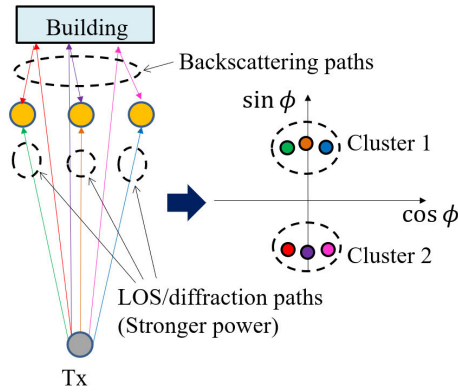 Building
Backscattering paths
sin ϕ
Cluster 1
cos ϕ
Cluster 2
LOS/diffraction paths
(Stronger power)
Tx